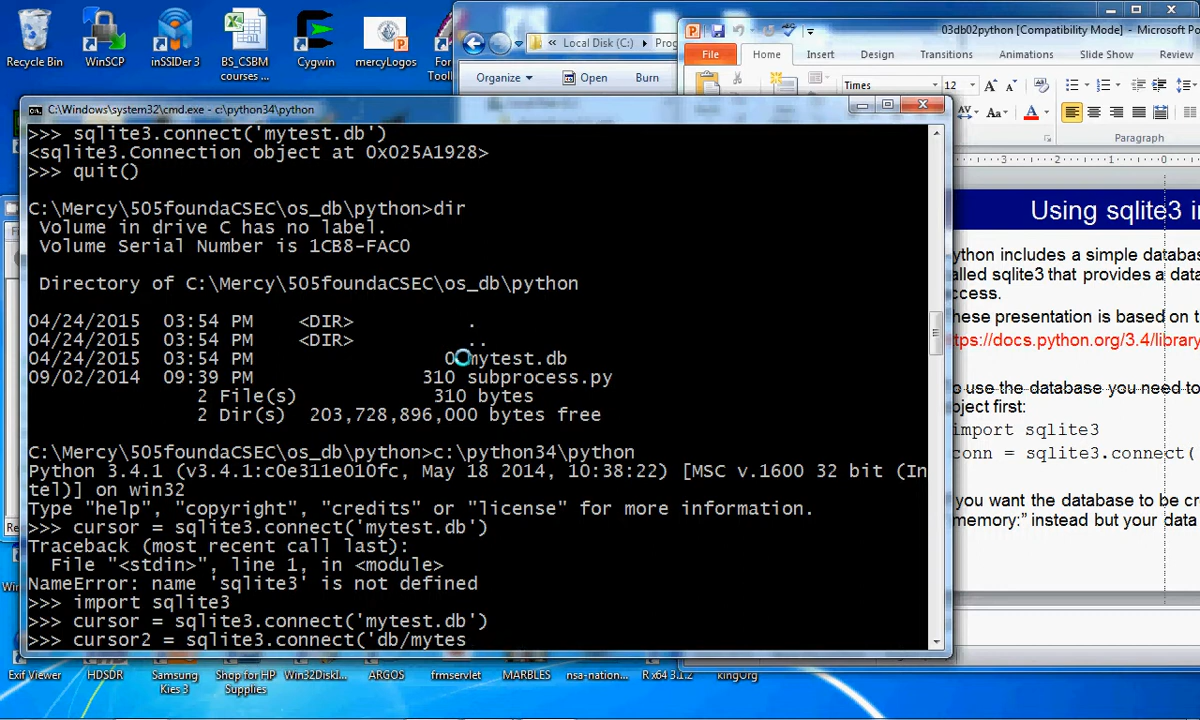 Recycle Bin
WinSCP
inSSIDer 3
BS_CSBM
courses ...
Cygwin
mercyLogos
For
Tool
Local Disk (C:)
Prog
Organize
Open
Burn
03db02python [Compatibility Mode] - Microsoft Po
File
Home
Insert
Design
Transitions
Animations
Slide Show
Review
Times
12
Paragraph
C:\Windows\system32\cmd.exe - c:\python34\python
>>> sqlite3.connect('mytest.db')
<sqlite3.Connection object at 0x025A1928>
>>> quit()
C:\Mercy\505foundaCSEC\os_db\python>dir
Volume in drive C has no label.
Volume Serial Number is 1CB8-FAC0
Directory of C:\Mercy\505foundaCSEC\os_db\python
04/24/2015 03:54 PM <DIR> .
04/24/2015 03:54 PM <DIR> ..
04/24/2015 03:54 PM 0 mytest.db
09/02/2014 09:39 PM 310 subprocess.py
2 File(s) 310 bytes
2 Dir(s) 203,728,896,000 bytes free
C:\Mercy\505foundaCSEC\os_db\python>c:\python34\python
Python 3.4.1 (v3.4.1:c0e311e010fc, May 18 2014, 10:38:22) [MSC v.1600 32 bit (In
tel)] on win32
Type "help", "copyright", "credits" or "license" for more information.
>>> cursor = sqlite3.connect('mytest.db')
Traceback (most recent call last):
File "<stdin>", line 1, in <module>
NameError: name 'sqlite3' is not defined
>>> import sqlite3
>>> cursor = sqlite3.connect('mytest.db')
>>> cursor2 = sqlite3.connect('db/mytes
Using sqlite3 i
ython includes a simple databas
alled sqlite3 that provides a data
ccess.
hese presentation is based on t
ttps://docs.python.org/3.4/library
o use the database you need to
bject first:
import sqlite3
conn = sqlite3.connect(
you want the database to be cr
memory:" instead but your data
Exif Viewer
HDSDR
Samsung
Kies 3
Shop for HP
Supplies
Win32DiskI...
ARGOS
frmservlet
MARBLES
nsa-nation...
R x64 3.1.2
kingOrg